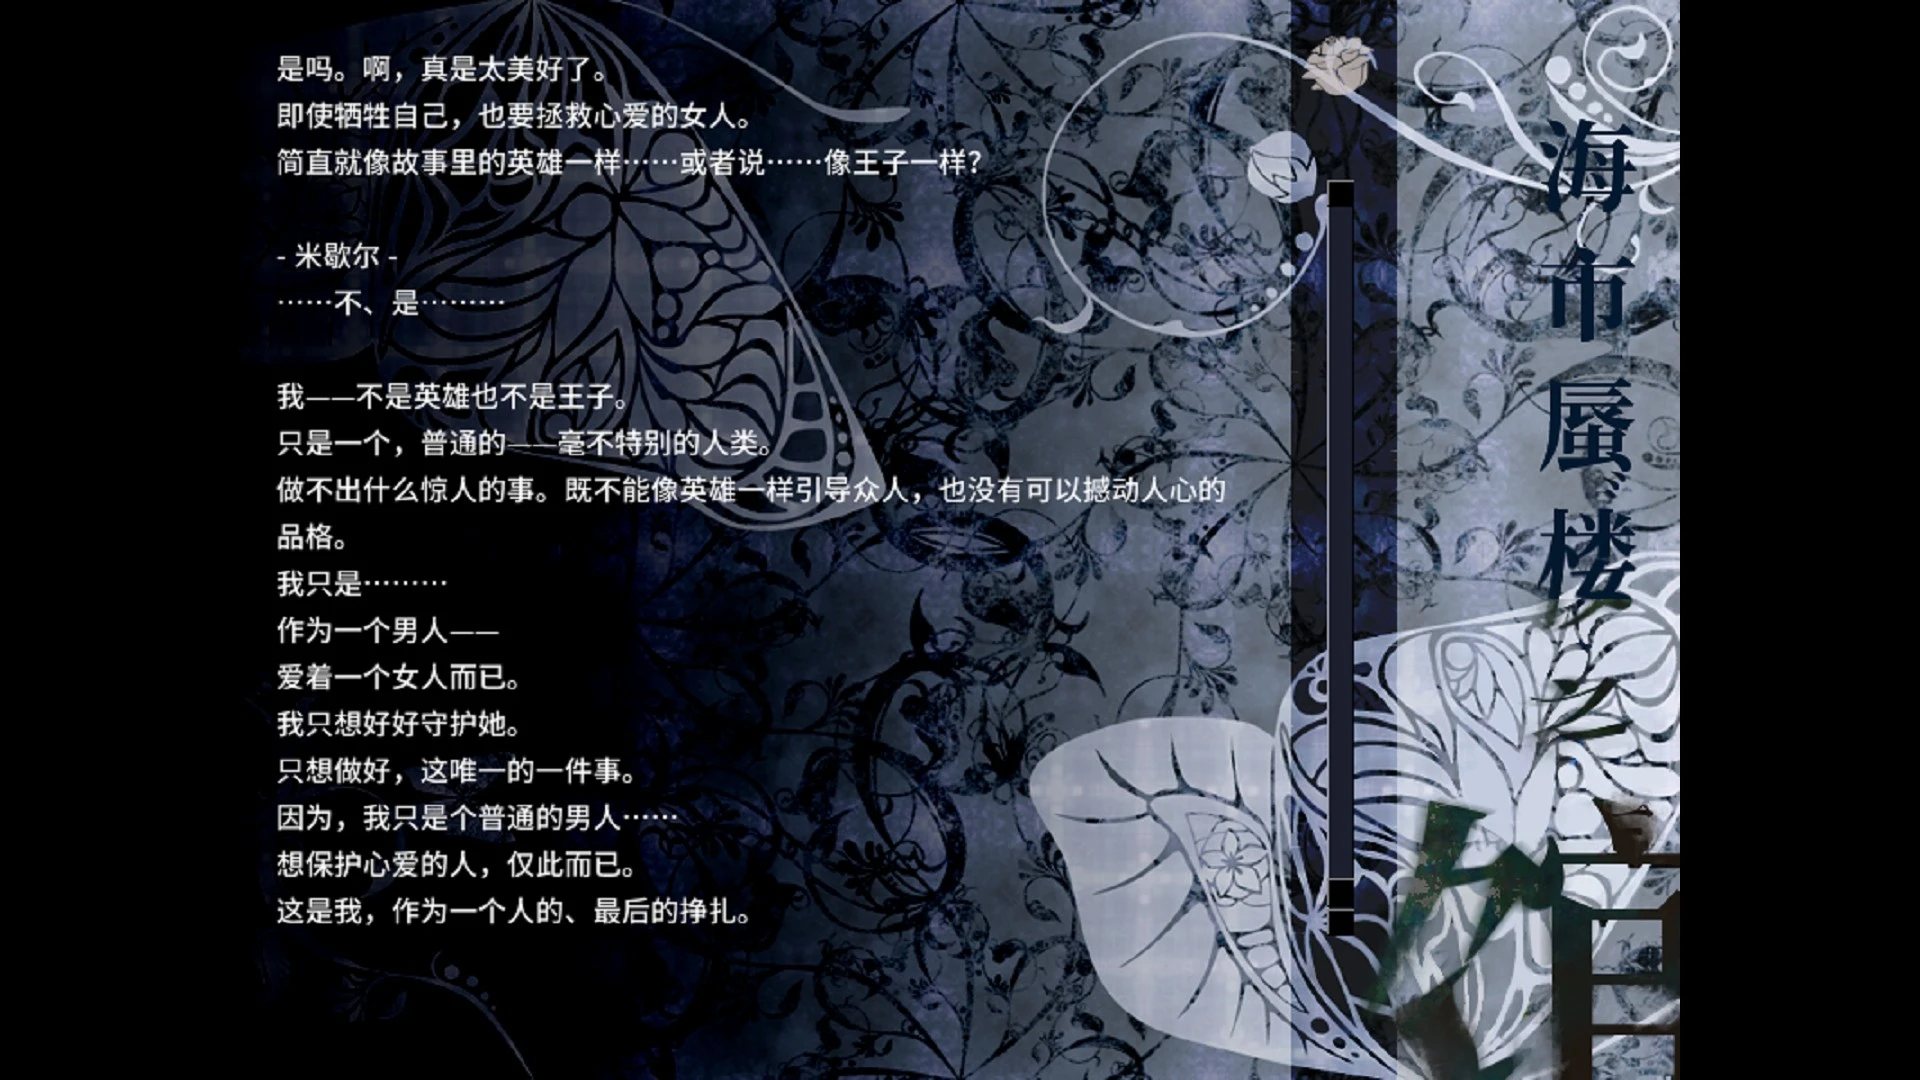 是吗。啊，真是太美好了。
即使牺牲自己，也要拯救心爱的女人。
简直就像故事里的英雄一样……或者说……像王子一样?
- 米歇尔 -
……不、是………
我——不是英雄也不是王子。
只是一个，普通的——毫不特别的人类。
做不出什么惊人的事。既不能像英雄一样引导众人，也没有可以撼动人心的
品格。
我只是………
作为一个男人——
爱着一个女人而已。
我只想好好守护她。
只想做好，这唯一的一件事。
因为，我只是个普通的男人……
想保护心爱的人，仅此而已。
这是我，作为一个人的、最后的挣扎。
海市蜃楼之馆